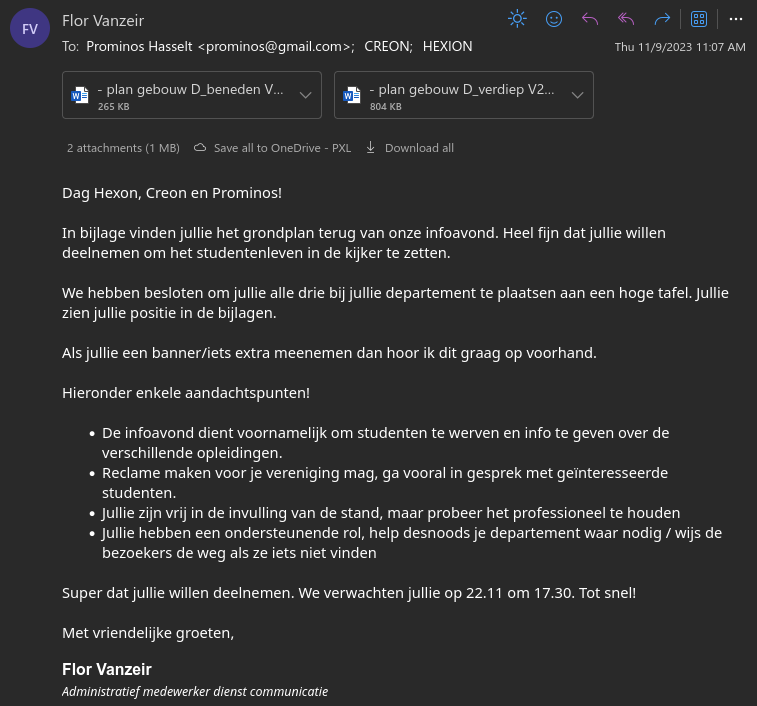 FV
Flor Vanzeir
To: Prominos Hasselt <prominos@gmail.com>; CREON; HEXION
Thu 11/9/2023 11:07 AM
- plan gebouw D_beneden V...
265 KB
- plan gebouw D_verdiep V2...
804 KB
2 attachments (1 MB) Save all to OneDrive - PXL Download all
Dag Hexon, Creon en Prominos!
In bijlage vinden jullie het grondplan terug van onze infoavond. Heel fijn dat jullie willen
deelnemen om het studentenleven in de kijker te zetten.
We hebben besloten om jullie alle drie bij jullie departement te plaatsen aan een hoge tafel. Jullie
zien jullie positie in de bijlagen.
Als jullie een banner/iets extra meenemen dan hoor ik dit graag op voorhand.
Hieronder enkele aandachtspunten!
• De infoavond dient voornamelijk om studenten te werven en info te geven over de
verschillende opleidingen.
• Reclame maken voor je vereniging mag, ga vooral in gesprek met geïnteresseerde
studenten.
• Jullie zijn vrij in de invulling van de stand, maar probeer het professioneel te houden
• Jullie hebben een ondersteunende rol, help desnoods je departement waar nodig / wijs de
bezoekers de weg als ze iets niet vinden
Super dat jullie willen deelnemen. We verwachten jullie op 22.11 om 17.30. Tot snel!
Met vriendelijke groeten,
Flor Vanzeir
Administratief medewerker dienst communicatie